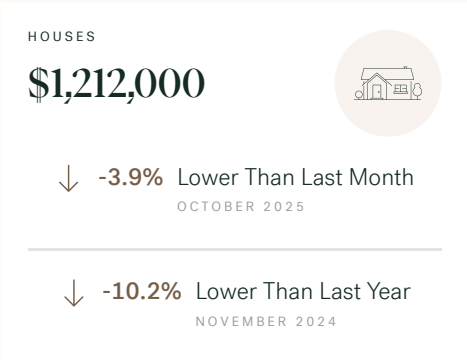 HOUSES
$1,212,000
-3.9% Lower Than Last Month
OCTOBER 2025
-10.2% Lower Than Last Year
NOVEMBER 2024